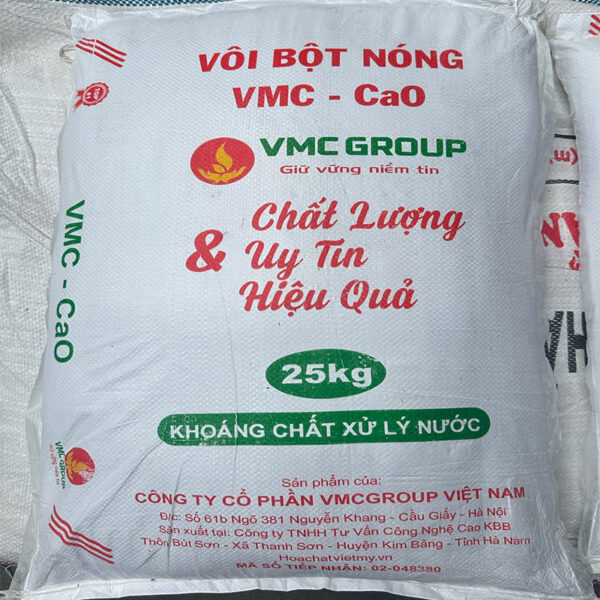 VÔI BỘT NÓNG
VMC - CaO
VMC GROUP
Giữ vững niềm tin
Chất Lượng
& Uy Tín
Hiệu Quả
25kg
KHOÁNG CHẤT XỬ LÝ NƯỚC
Sản phẩm của:
CÔNG TY CỔ PHẦN VMCGROUP VIỆT NAM
Đ/c: Số 61b Ngõ 381 Nguyễn Khang - Cầu Giấy - Hà Nội
Sản xuất tại: Công ty TNHH Tư Vấn Công Nghệ Cao KBB
Thôn Bút Sơn - Xã Thanh Sơn - Huyện Kim Bảng - Tỉnh Hà Nam
Hoachatvietmy.vn
MÃ SỐ TIẾP NHẬN: 02-048380
VMC - CaO
VMC GROUP